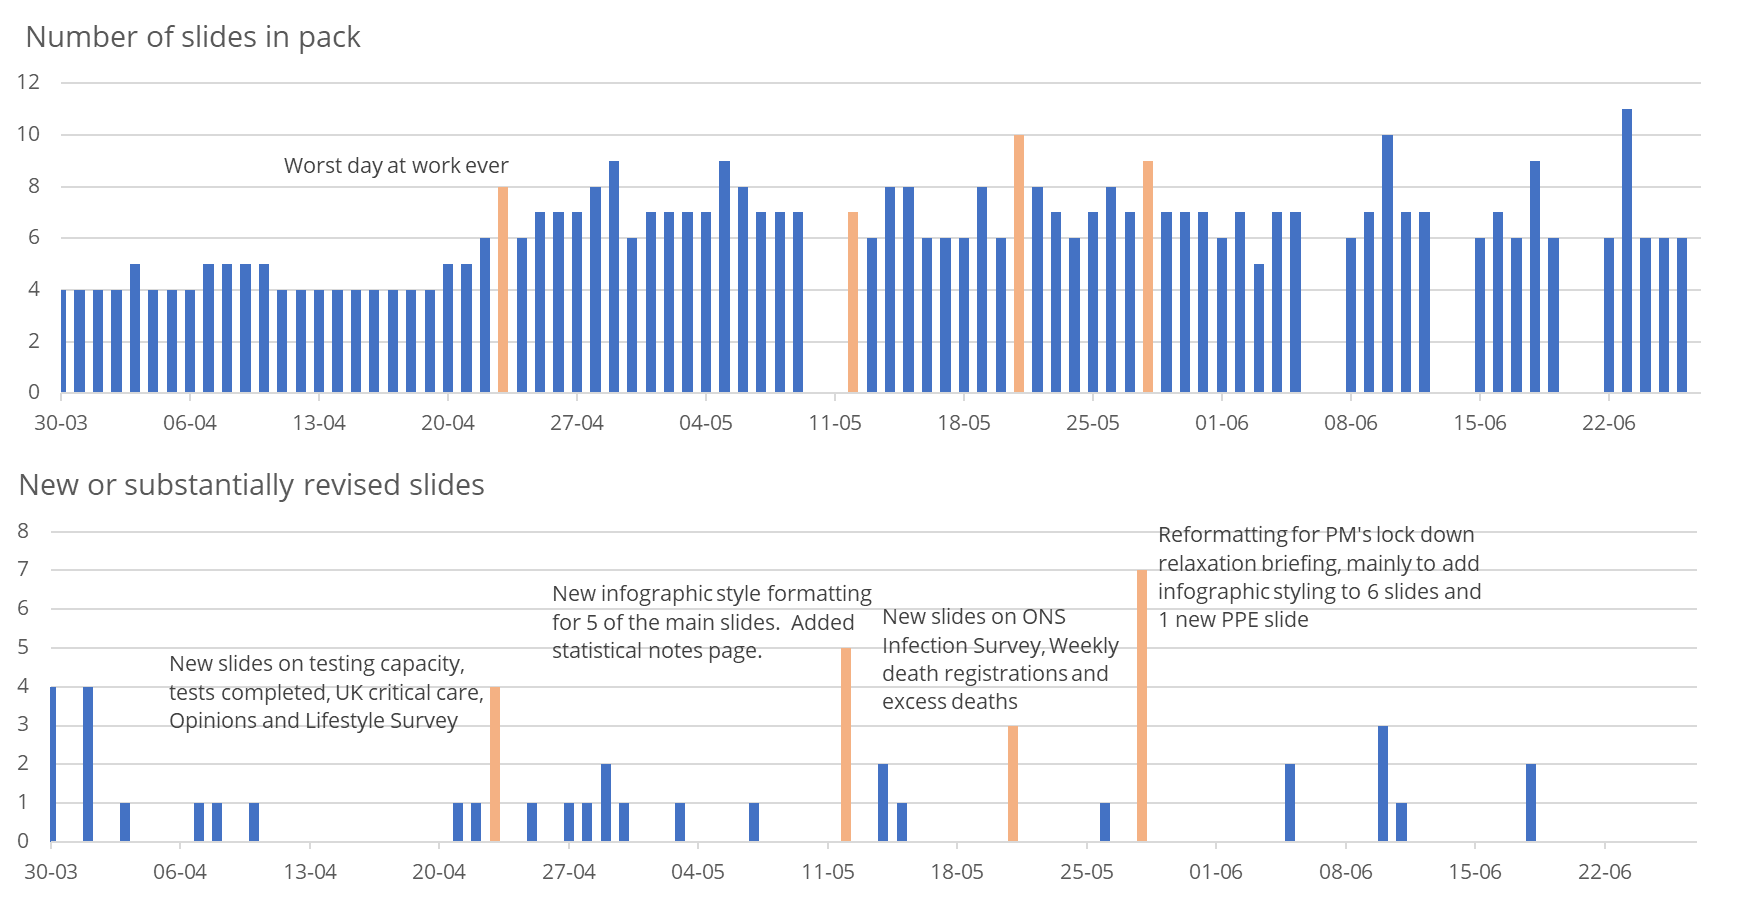 Number of slides in pack
12
10
8
6
4
2
0
Worst day at work ever
30-03 06-04 13-04 20-04 27-04 04-05 11-05 18-05 25-05 01-06 08-06 15-06 22-06
New or substantially revised slides
8
7
6
5
4
3
2
1
0
New slides on testing capacity,
tests completed, UK critical care,
Opinions and Lifestyle Survey
New infographic style formatting
for 5 of the main slides. Added
statistical notes page.
New slides on ONS
Infection Survey, Weekly
death registrations and
excess deaths
Reformatting for PM's lock down
relaxation briefing, mainly to add
infographic styling to 6 slides and
1 new PPE slide
30-03 06-04 13-04 20-04 27-04 04-05 11-05 18-05 25-05 01-06 08-06 15-06 22-06